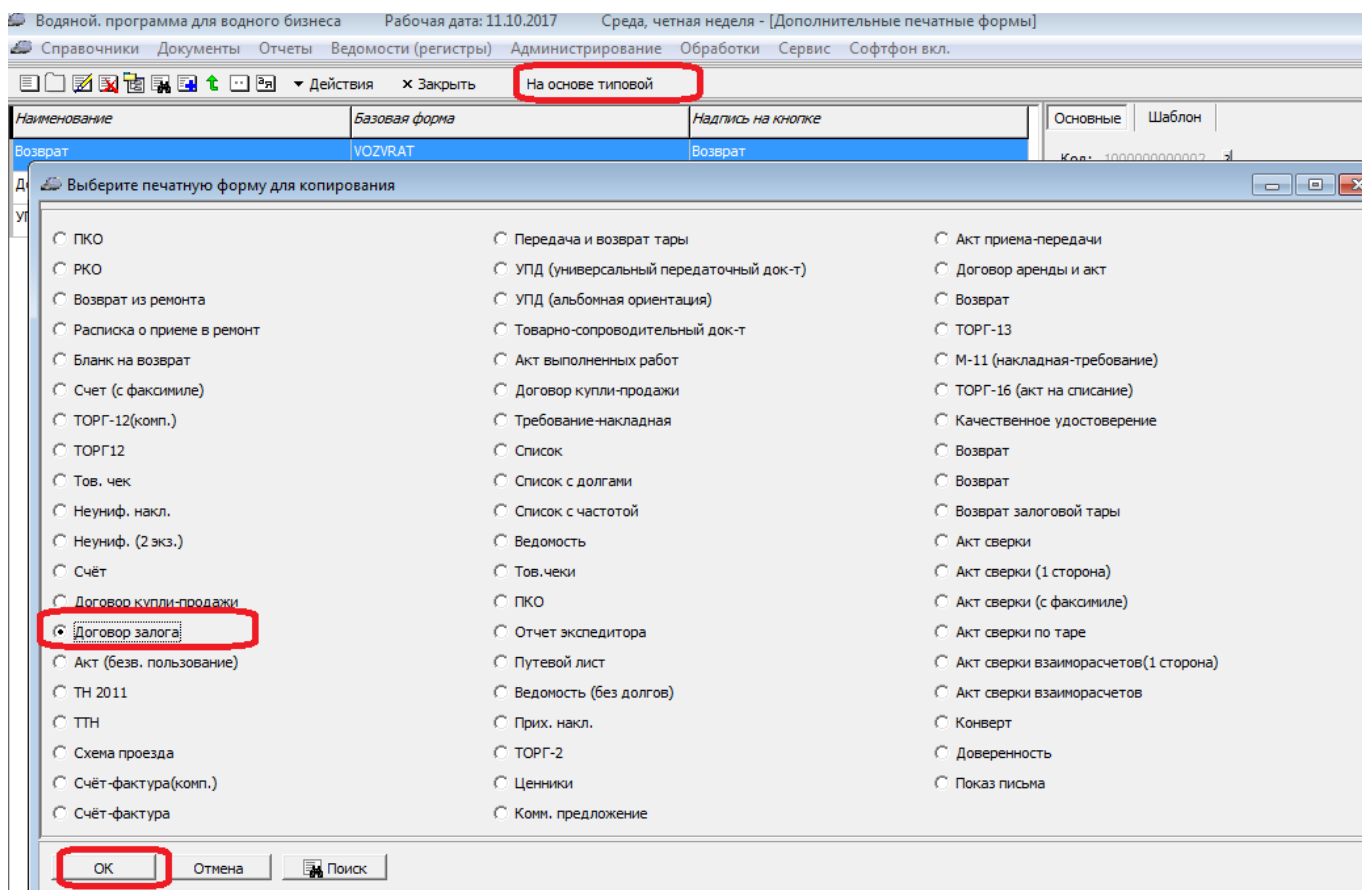 Водяной. программа для водного бизнеса Рабочая дата: 11.10.2017 Среда, четная неделя - [Дополнительные печатные формы]
Справочники Документы Отчеты Ведомости (регистры) Администрирование Обработки Сервис Софтфон вкл.
Действия × Закрыть На основе типовой
Наименование Базовая форма Надпись на кнопке Основные Шаблон
Возврат VOZVRAT Возврат Код: 1000000000002
Выберите печатную форму для копирования
ПКО Передача и возврат тары Акт приема-передачи
РКО УПД (универсальный передаточный док-т) Договор аренды и акт
Возврат из ремонта УПД (альбомная ориентация) Возврат
Расписка о приеме в ремонт Товарно-сопроводительный док-т ТОРГ-13
Бланк на возврат Акт выполненных работ М-11 (накладная-требование)
Счет (с факсимиле) Договор купли-продажи ТОРГ-16 (акт на списание)
ТОРГ-12(комп.) Требование-накладная Качественное удостоверение
ТОРГ12 Список Возврат
Тов. чек Список с долгами Возврат
Неуниф. накл. Список с частотой Возврат залоговой тары
Неуниф. (2 экз.) Ведомость Акт сверки
Счёт Тов.чеки Акт сверки (1 сторона)
Договор купли-продажи ПКО Акт сверки (с факсимиле)
Договор залога Отчет экспедитора Акт сверки по таре
Акт (безв. пользование) Путевой лист Акт сверки взаиморасчетов(1 сторона)
ТН 2011 Ведомость (без долгов) Акт сверки взаиморасчетов
ТТН Прих. накл. Конверт
Схема проезда ТОРГ-2 Доверенность
Счёт-фактура(комп.) Ценники Показ письма
Счёт-фактура Комм. предложение
ОК Отмена Поиск